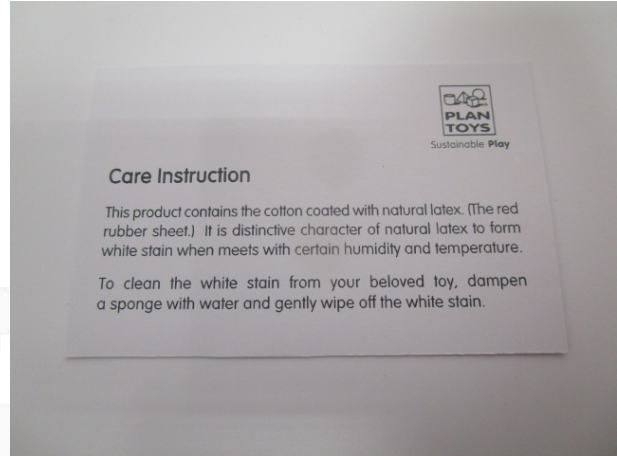 PLAN
TOYS
Sustainable Play
Care Instruction
This product contains the cotton coated with natural latex. (The red
rubber sheet.) It is distinctive character of natural latex to form
white stain when meets with certain humidity and temperature.
To clean the white stain from your beloved toy, dampen
a sponge with water and gently wipe off the white stain.